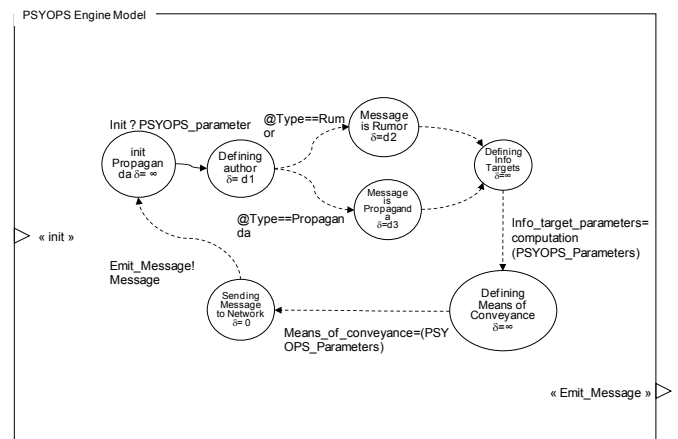 PSYOPS Engine Model
Init ? PSYOPS_parameter
@Type==Rum
or
Message
is Rumor
δ=d2
init
Propagan
da δ= ∞
Defining
author
δ= d1
Defining
Info
Targets
δ=∞
Message
is
Propagand
a
δ=d3
@Type==Propagan
da
« init »
Info_target_parameters=
computation
(PSYOPS_Parameters)
Emit_Message!
Message
Sending
Message
to Network
δ= 0
Defining
Means of
Conveyance
δ=∞
Means_of_conveyance=(PSY
OPS_Parameters)
« Emit_Message »